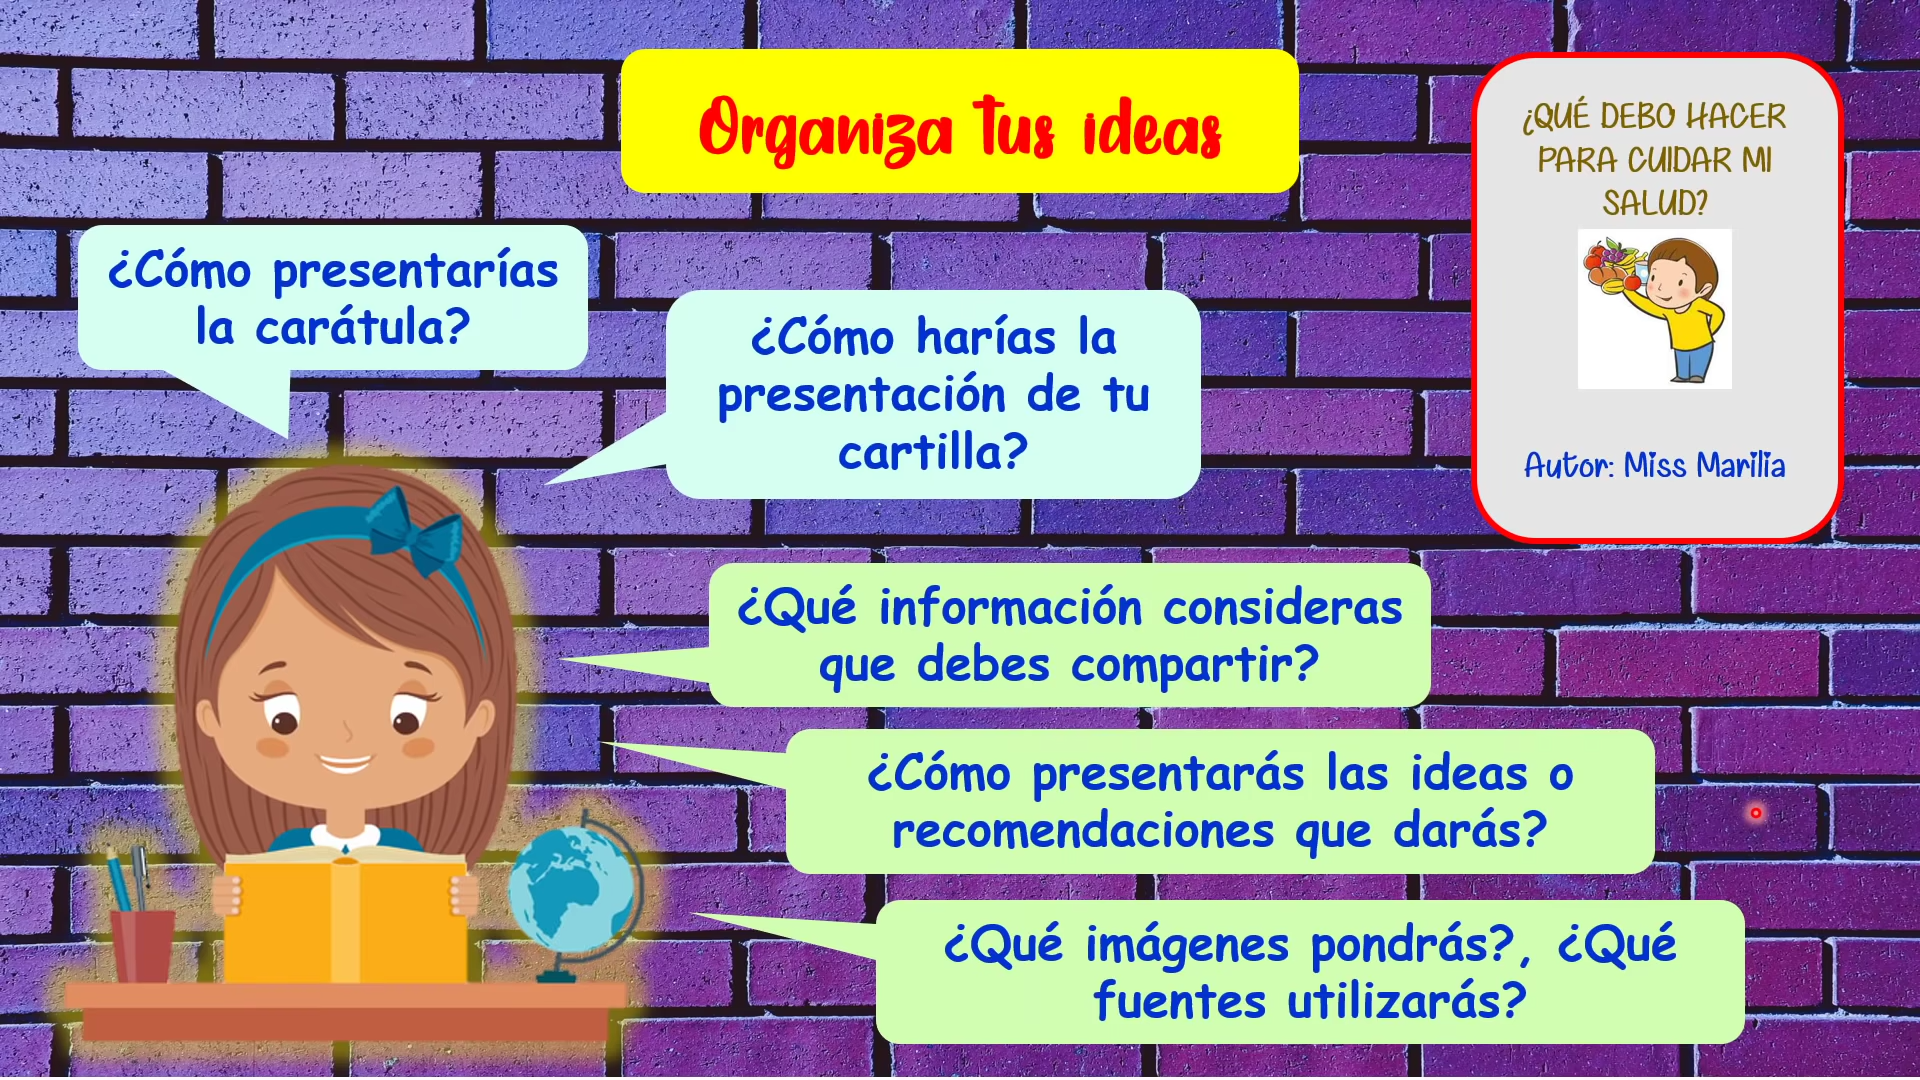 Organiza tus ideas
¿QUÉ DEBO HACER
PARA CUIDAR MI
SALUD?
Autor: Miss Marilia
¿Cómo presentarías
la carátula?
¿Cómo harías la
presentación de tu
cartilla?
¿Qué información consideras
que debes compartir?
¿Cómo presentarás las ideas o
recomendaciones que darás?
¿Qué imágenes pondrás?, ¿Qué
fuentes utilizarás?